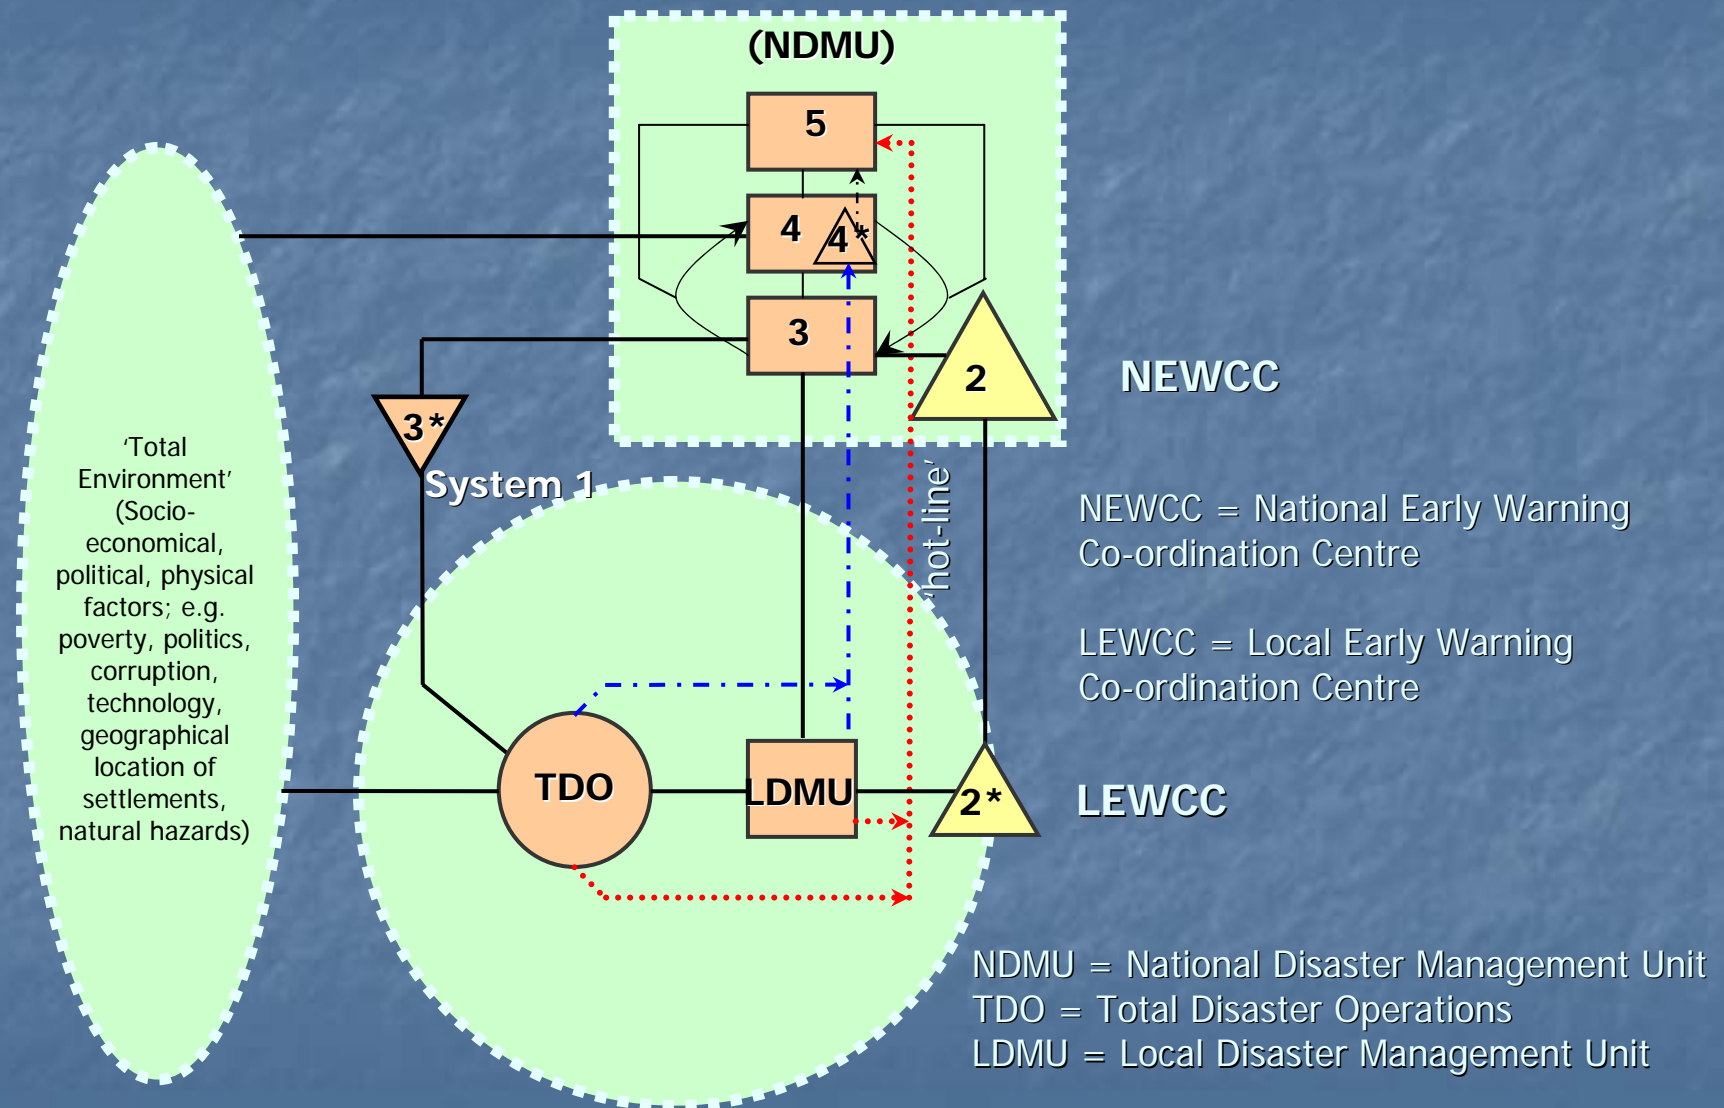 (NDMU)
5
4
4*
3
2
NEWCC
3*
System 1
'hot-line'
‘Total
Environment’
(Socio-
economical,
political, physical
factors; e.g.
poverty, politics,
corruption,
technology,
geographical
location of
settlements,
natural hazards)
NEWCC = National Early Warning
Co-ordination Centre
LEWCC = Local Early Warning
Co-ordination Centre
TDO
LDMU
2*
LEWCC
NDMU = National Disaster Management Unit
TDO = Total Disaster Operations
LDMU = Local Disaster Management Unit